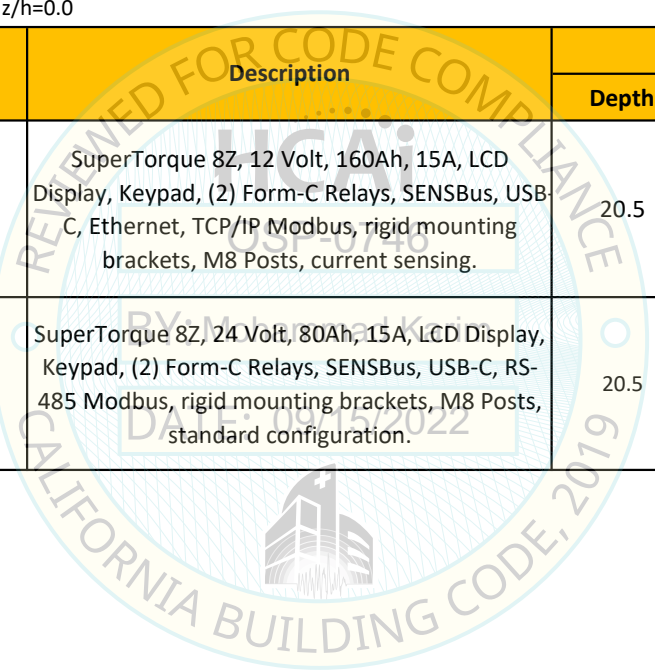 z/h=0.0
Description
Depth
SuperTorque 8Z, 12 Volt, 160Ah, 15A, LCD
Display, Keypad, (2) Form-C Relays, SENSBus, USB-
C, Ethernet, TCP/IP Modbus, rigid mounting
brackets, M8 Posts, current sensing.
20.5
SuperTorque 8Z, 24 Volt, 80Ah, 15A, LCD Display,
Keypad, (2) Form-C Relays, SENSBus, USB-C, RS-
485 Modbus, rigid mounting brackets, M8 Posts,
standard configuration.
20.5
REVIEWED FOR CODE COMPLIANCE
HCAi
OSP-0746
BY: Mohammad Karim
DATE: 09/15/2022
CALIFORNIA BUILDING CODE, 2019